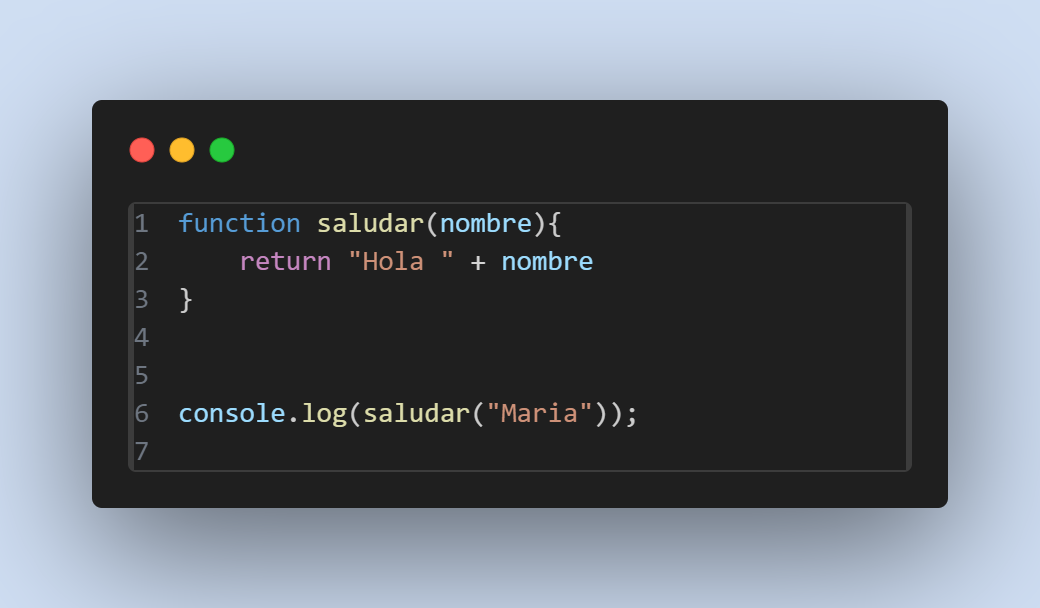 1 function saludar(nombre){
2     return "Hola " + nombre
3 }
4
5
6 console.log(saludar("Maria"));
7